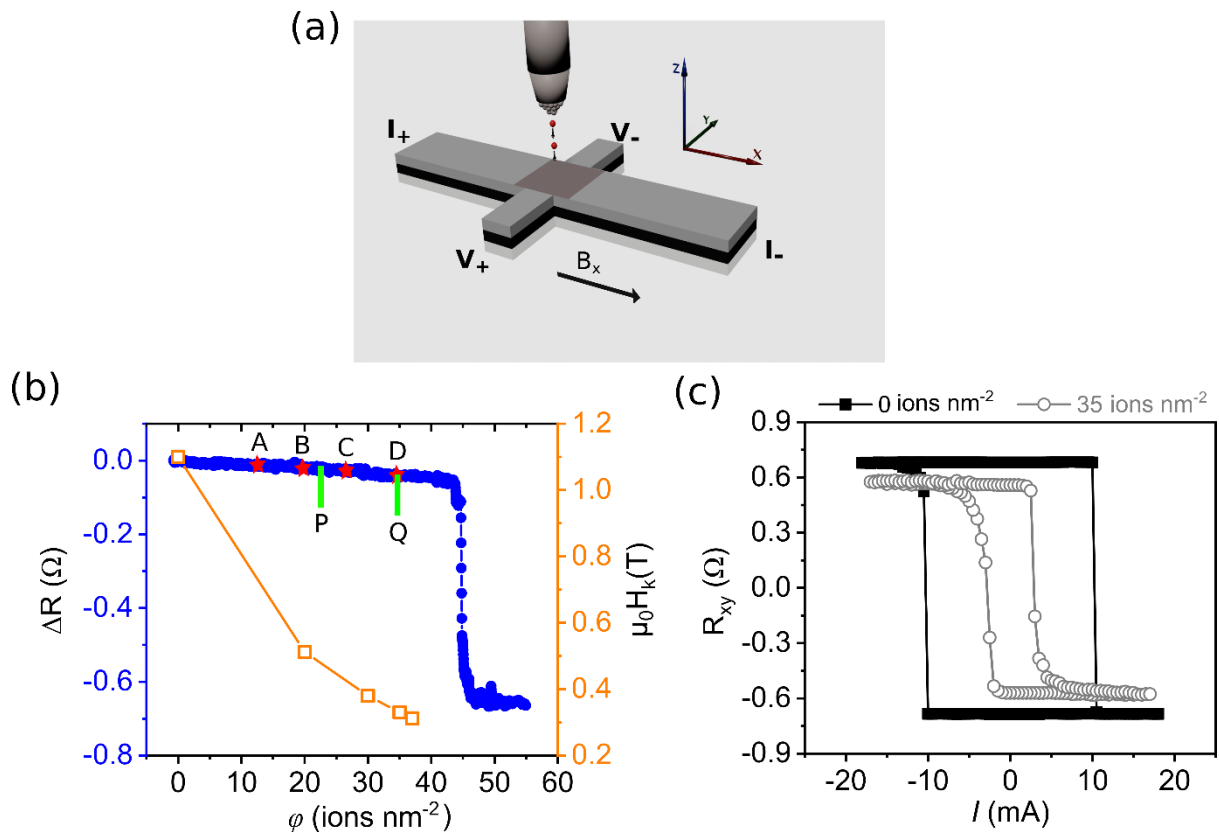 (a)
I+
V-
Z
Y
X
V+
Bx
I-
(b)
0.0
-0.2
-0.4
-0.6
-0.8
ΔR (Ω)
A
B
C
D
P
Q
1.2
1.0
0.8
0.6
0.4
0.2
μ0Hk(T)
0
10
20
30
40
50
60
φ (ions nm-2)
(c)
0 ions nm-2
35 ions nm-2
0.9
0.6
0.3
0.0
-0.3
-0.6
-0.9
Rxy (Ω)
-20
-10
0
10
20
I (mA)